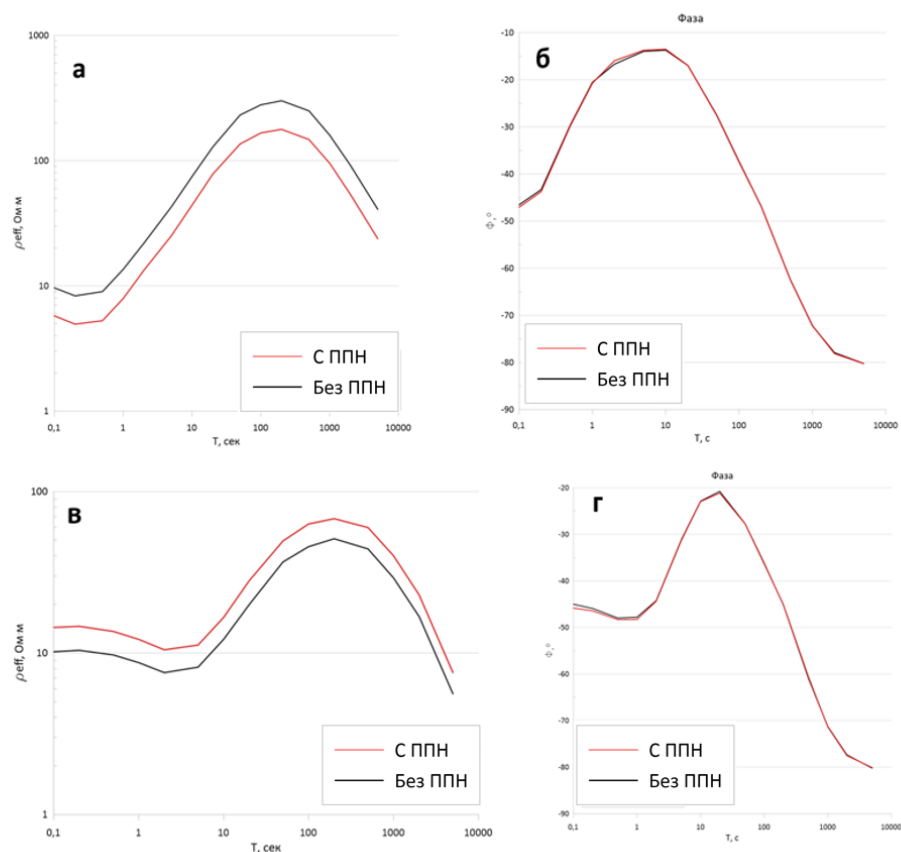 а
1000
100
10
1
ρeff, Ом м
0,1 1 10 100 1000 10000
T, сек
С ППН
Без ППН
Фаза
б
-10
-20
-30
-40
-50
-60
-70
-80
-90
Φ, °
0,1 1 10 100 1000 10000
T, с
С ППН
Без ППН
в
100
10
1
ρeff, Ом м
0,1 1 10 100 1000 10000
T, сек
С ППН
Без ППН
Фаза
г
-20
-30
-40
-50
-60
-70
-80
-90
Φ, °
0,1 1 10 100 1000 10000
T, с
С ППН
Без ППН